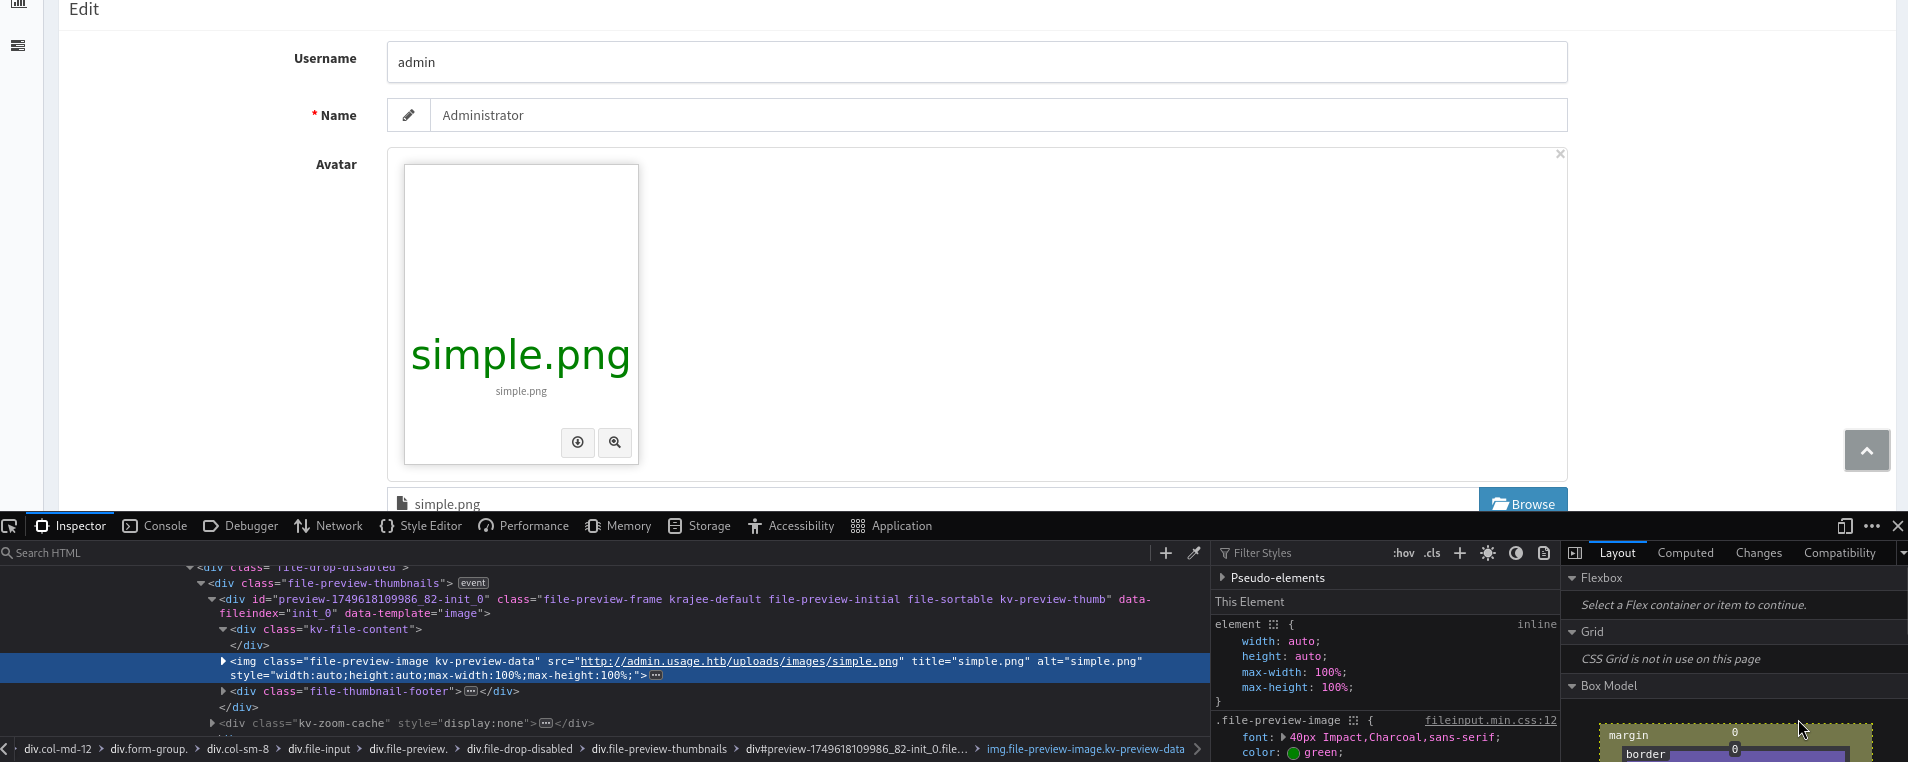 Edit
Username
admin
* Name
Administrator
Avatar
×
simple.png
simple.png
simple.png
Browse
Inspector
Console
Debugger
Network
Style Editor
Performance
Memory
Storage
Accessibility
Application
Search HTML
Filter Styles
:hov .cls
Layout
Computed
Changes
Compatibility
<div class="file-drop-disabled">
<div class="file-preview-thumbnails"> event
<div id="preview-1749618109986_82-init_0" class="file-preview-frame krajee-default file-preview-initial file-sortable kv-preview-thumb" data-
fileindex="init_0" data-template="image">
<div class="kv-file-content">
</div>
<img class="file-preview-image kv-preview-data" src="http://admin.usage.htb/uploads/images/simple.png" title="simple.png" alt="simple.png"
style="width:auto;height:auto;max-width:100%;max-height:100%;">
<div class="file-thumbnail-footer"></div>
</div>
<div class="kv-zoom-cache" style="display:none"></div>
div.col-md-12 > div.form-group. > div.col-sm-8 > div.file-input > div.file-preview. > div.file-drop-disabled > div.file-preview-thumbnails > div#preview-1749618109986_82-init_0.file… > img.file-preview-image.kv-preview-data
Pseudo-elements
This Element
element { inline
width: auto;
height: auto;
max-width: 100%;
max-height: 100%;
}
.file-preview-image { fileinput.min.css:12
font: 40px Impact,Charcoal,sans-serif;
color: green;
Flexbox
Select a Flex container or item to continue.
Grid
CSS Grid is not in use on this page
Box Model
margin 0
border 0